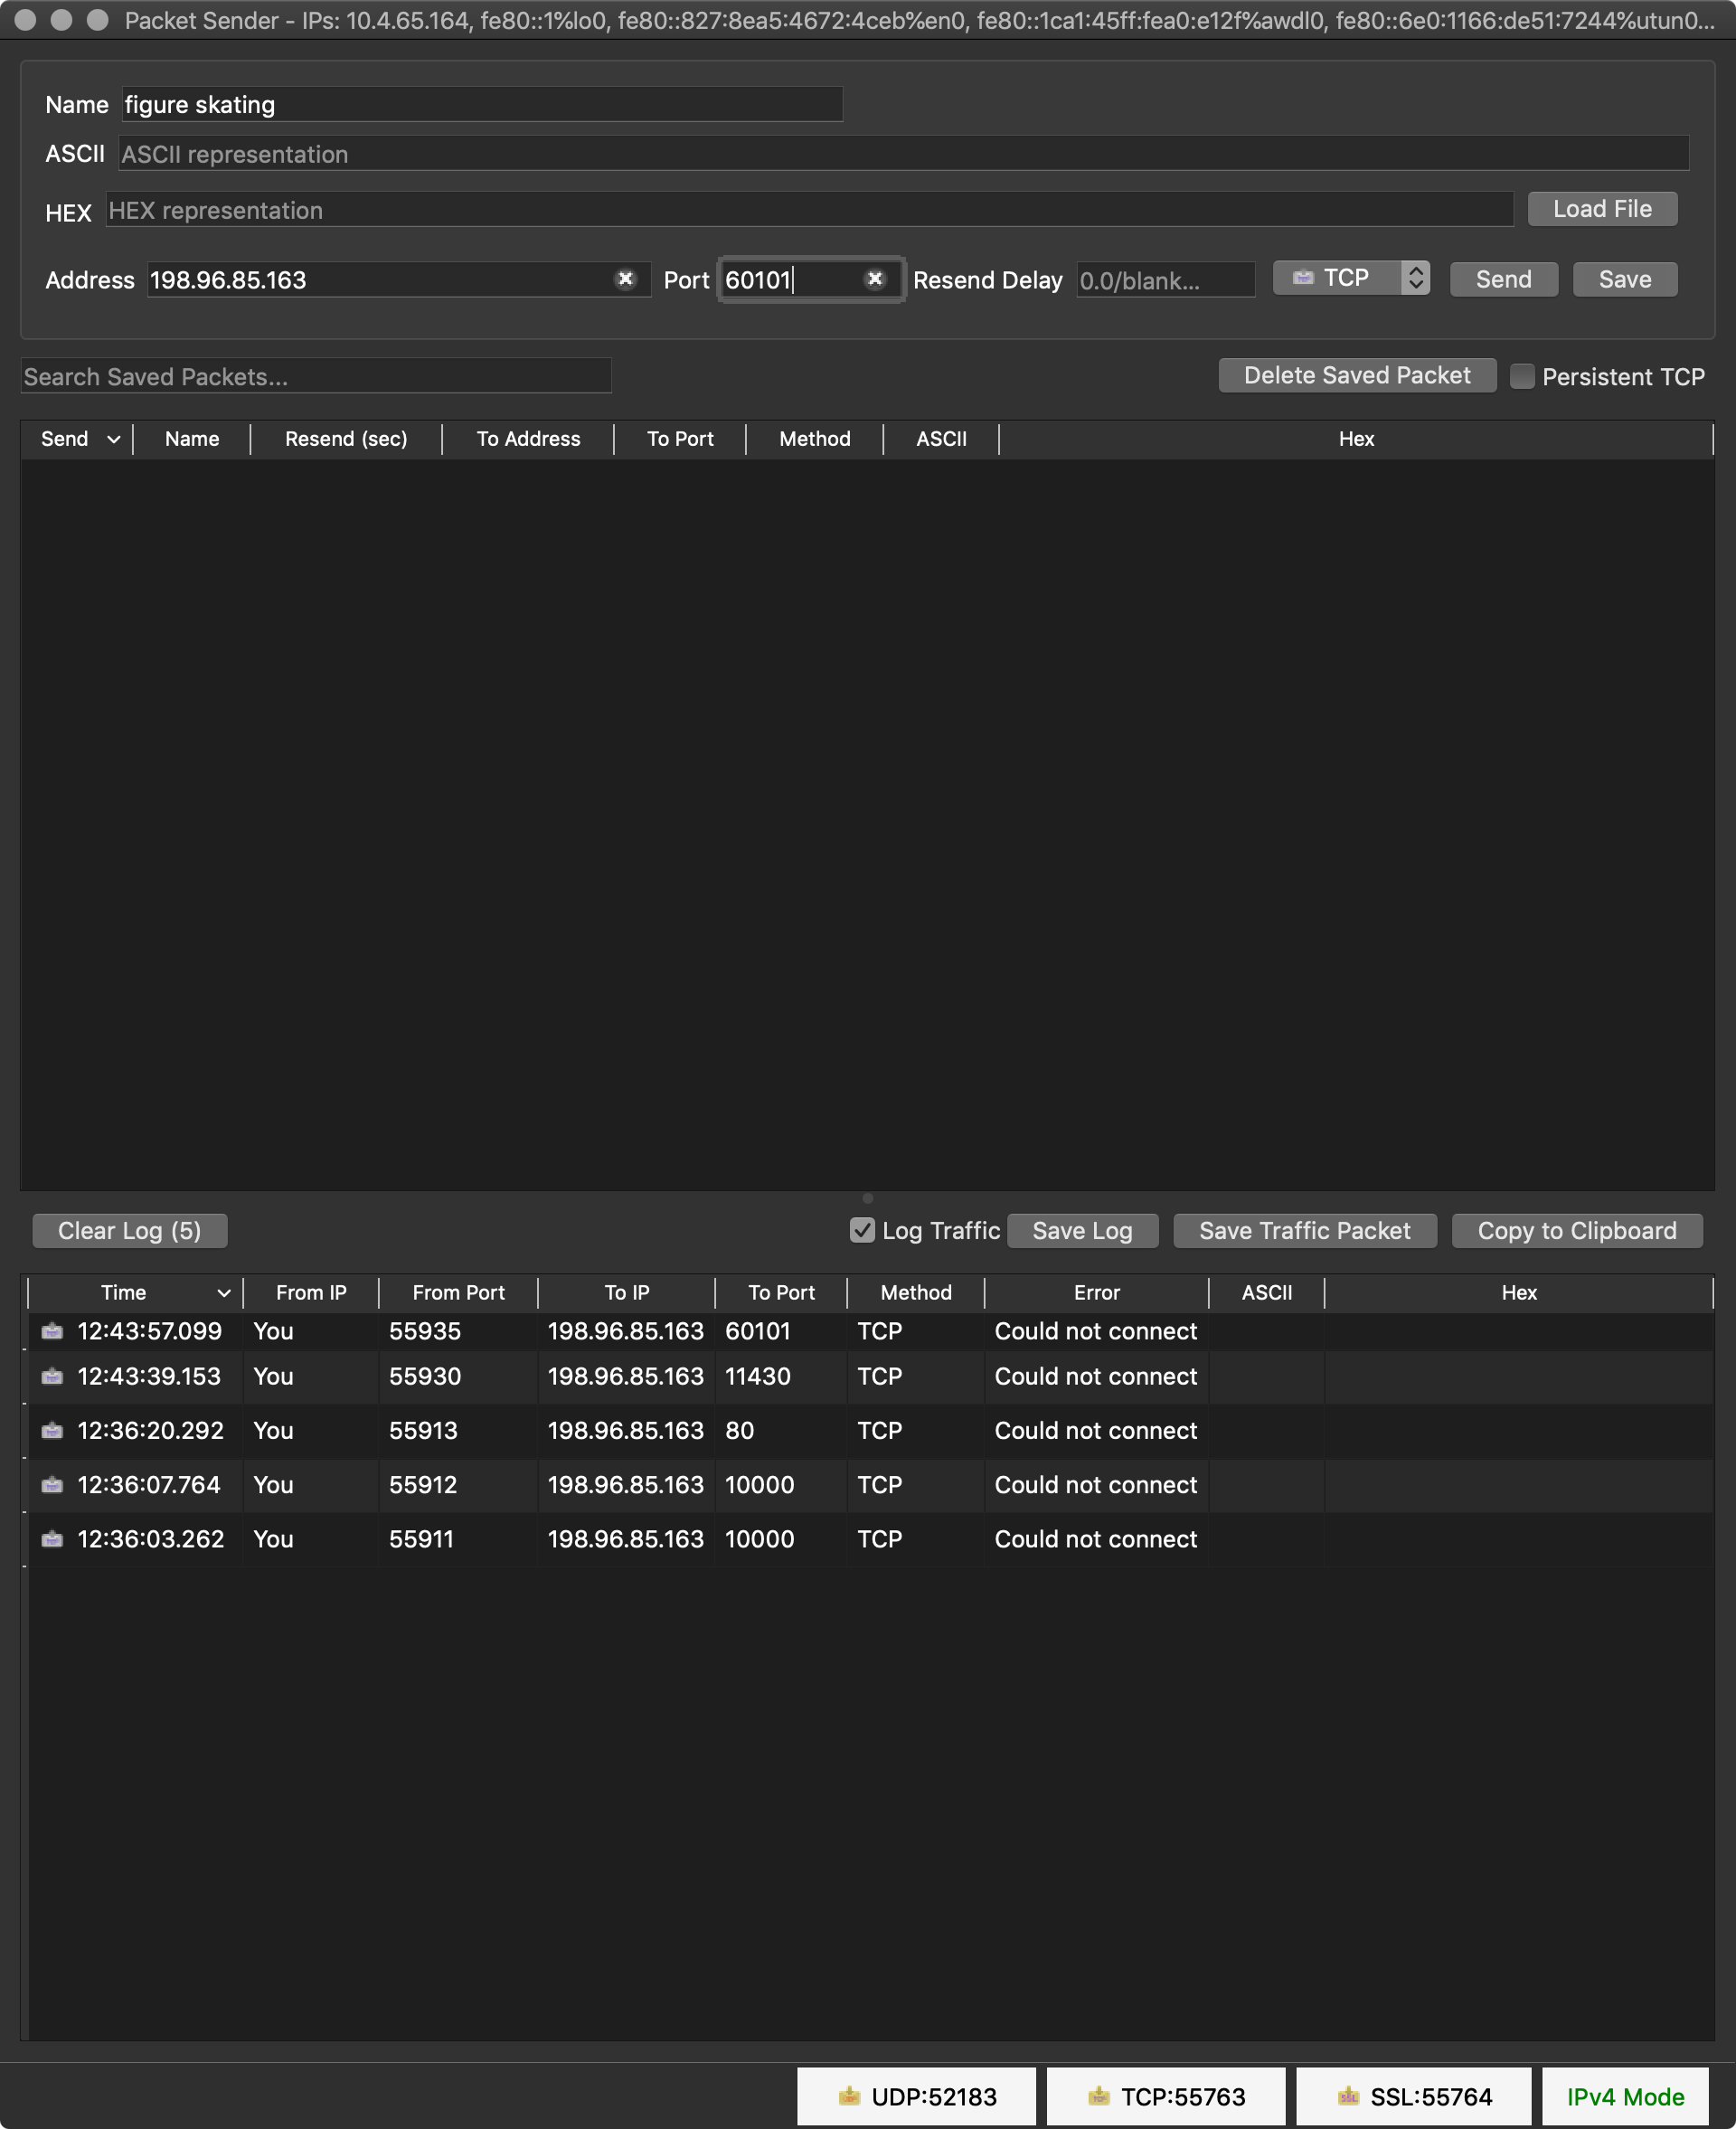 Packet Sender - IPs: 10.4.65.164, fe80::1%lo0, fe80::827:8ea5:4672:4ceb%en0, fe80::1ca1:45ff:fea0:e12f%awdl0, fe80::6e0:1166:de51:7244%utun0...
Name figure skating
ASCII ASCII representation
HEX HEX representation Load File
Address 198.96.85.163 Port 60101 Resend Delay 0.0/blank... TCP Send Save
Search Saved Packets... Delete Saved Packet Persistent TCP
Send Name Resend (sec) To Address To Port Method ASCII Hex
Clear Log (5) Log Traffic Save Log Save Traffic Packet Copy to Clipboard
Time From IP From Port To IP To Port Method Error ASCII Hex
12:43:57.099 You 55935 198.96.85.163 60101 TCP Could not connect
12:43:39.153 You 55930 198.96.85.163 11430 TCP Could not connect
12:36:20.292 You 55913 198.96.85.163 80 TCP Could not connect
12:36:07.764 You 55912 198.96.85.163 10000 TCP Could not connect
12:36:03.262 You 55911 198.96.85.163 10000 TCP Could not connect
UDP:52183 TCP:55763 SSL:55764 IPv4 Mode